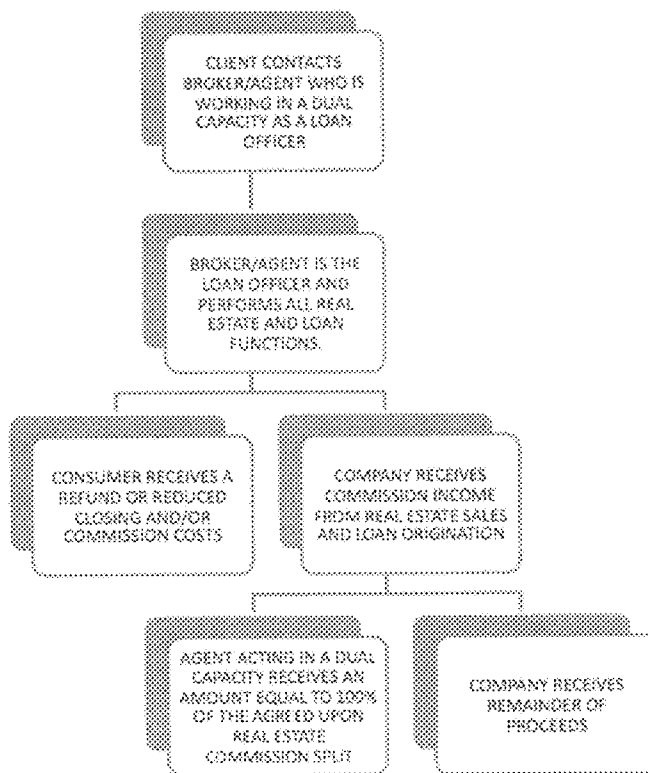 CLIENT CONTACTS
BROKER/AGENT WHO IS
WORKING IN A DUAL
CAPACITY AS A LOAN
OFFICER
BROKER/AGENT IS THE
LOAN OFFICER AND
PERFORMS ALL REAL
ESTATE AND LOAN
FUNCTIONS.
CONSUMER RECEIVES A
REFUND OR REDUCED
CLOSING AND/OR
COMMISSION COSTS
COMPANY RECEIVES
COMMISSION INCOME
FROM REAL ESTATE SALES
AND LOAN ORIGINATION
AGENT ACTING IN A DUAL
CAPACITY RECEIVES AN
AMOUNT EQUAL TO 100%
OF THE AGREED UPON
REAL ESTATE
COMMISSION SPLIT
COMPANY RECEIVES
REMAINDER OF
PROCEEDS